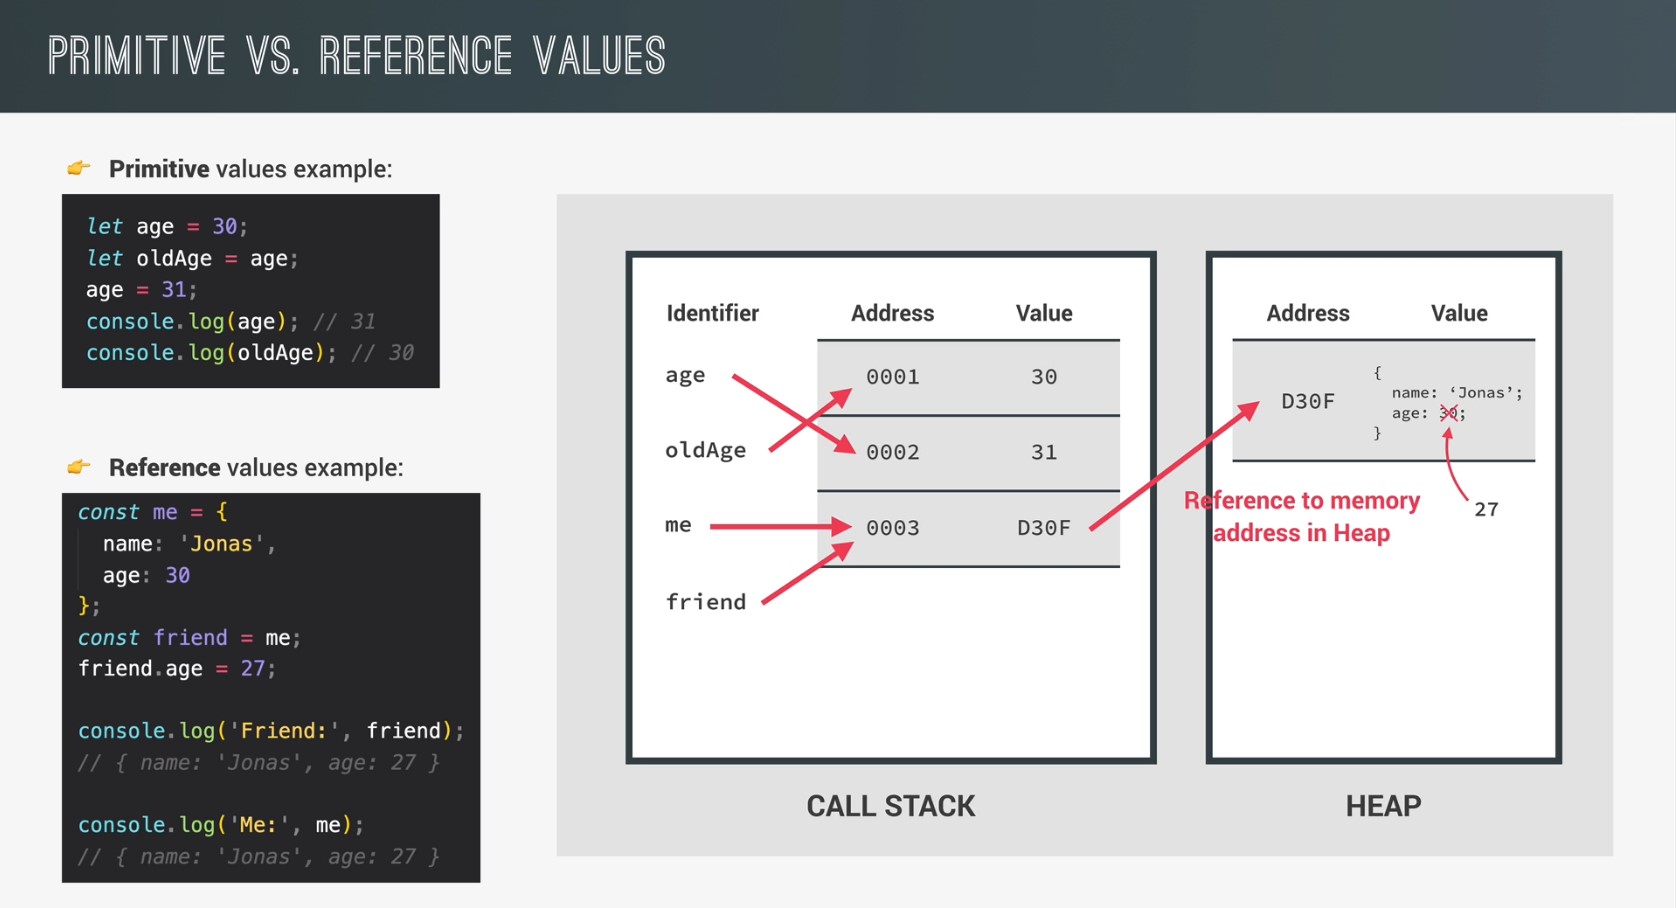 PRIMITIVE VS. REFERENCE VALUES
👉 Primitive values example:
let age = 30;
let oldAge = age;
age = 31;
console.log(age); // 31
console.log(oldAge); // 30
👉 Reference values example:
const me = {
name: 'Jonas',
age: 30
};
const friend = me;
friend.age = 27;
console.log('Friend:', friend);
// { name: 'Jonas', age: 27 }
console.log('Me:', me);
// { name: 'Jonas', age: 27 }
Identifier Address Value
age 0001 30
oldAge 0002 31
me 0003 D30F
friend
CALL STACK
Address Value
D30F
{
name: ‘Jonas’;
age: 30;
}
27
Reference to memory
address in Heap
HEAP